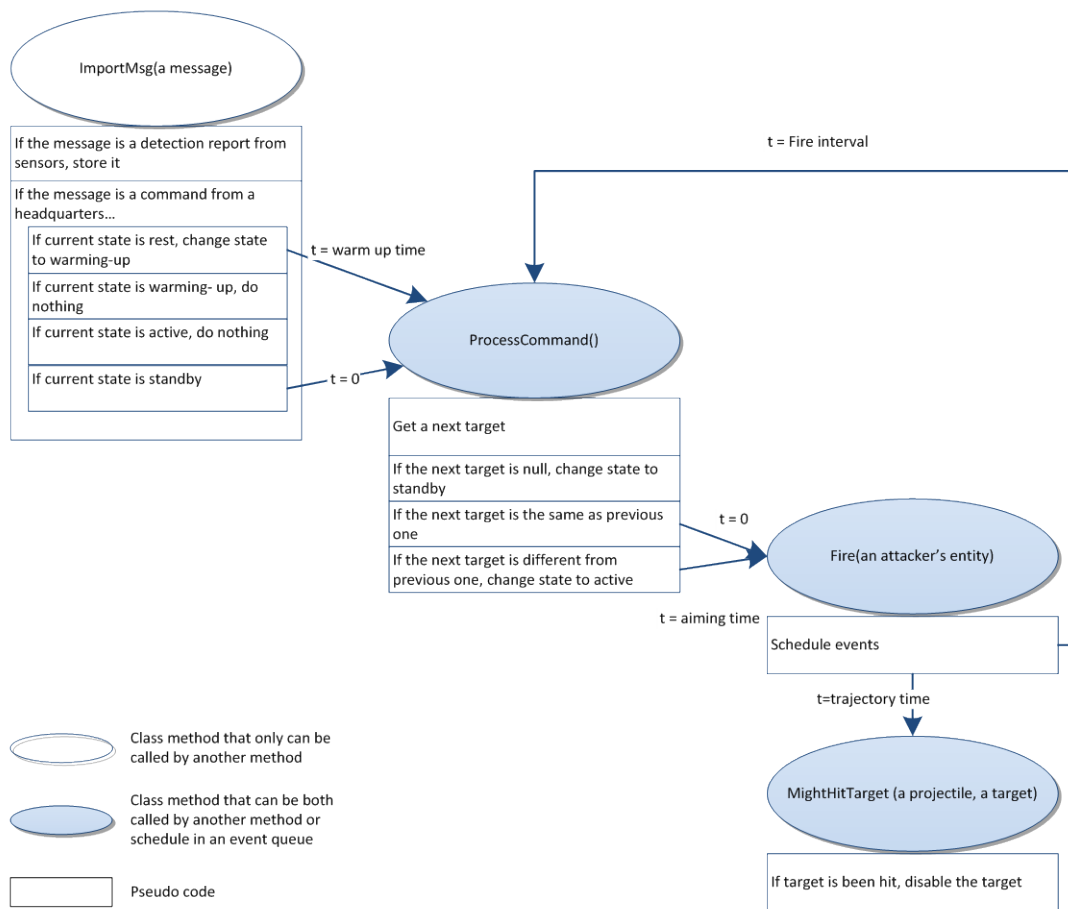 ImportMsg(a message)
If the message is a detection report from
sensors, store it
If the message is a command from a
headquarters...
If current state is rest, change state
to warming-up
If current state is warming- up, do
nothing
If current state is active, do nothing
If current state is standby
t = warm up time
t = 0
t = Fire interval
ProcessCommand()
Get a next target
If the next target is null, change state to
standby
If the next target is the same as previous
one
If the next target is different from
previous one, change state to active
t = 0
t = aiming time
Fire(an attacker’s entity)
Schedule events
t=trajectory time
MightHitTarget (a projectile, a target)
If target is been hit, disable the target
Class method that only can be
called by another method
Class method that can be both
called by another method or
schedule in an event queue
Pseudo code